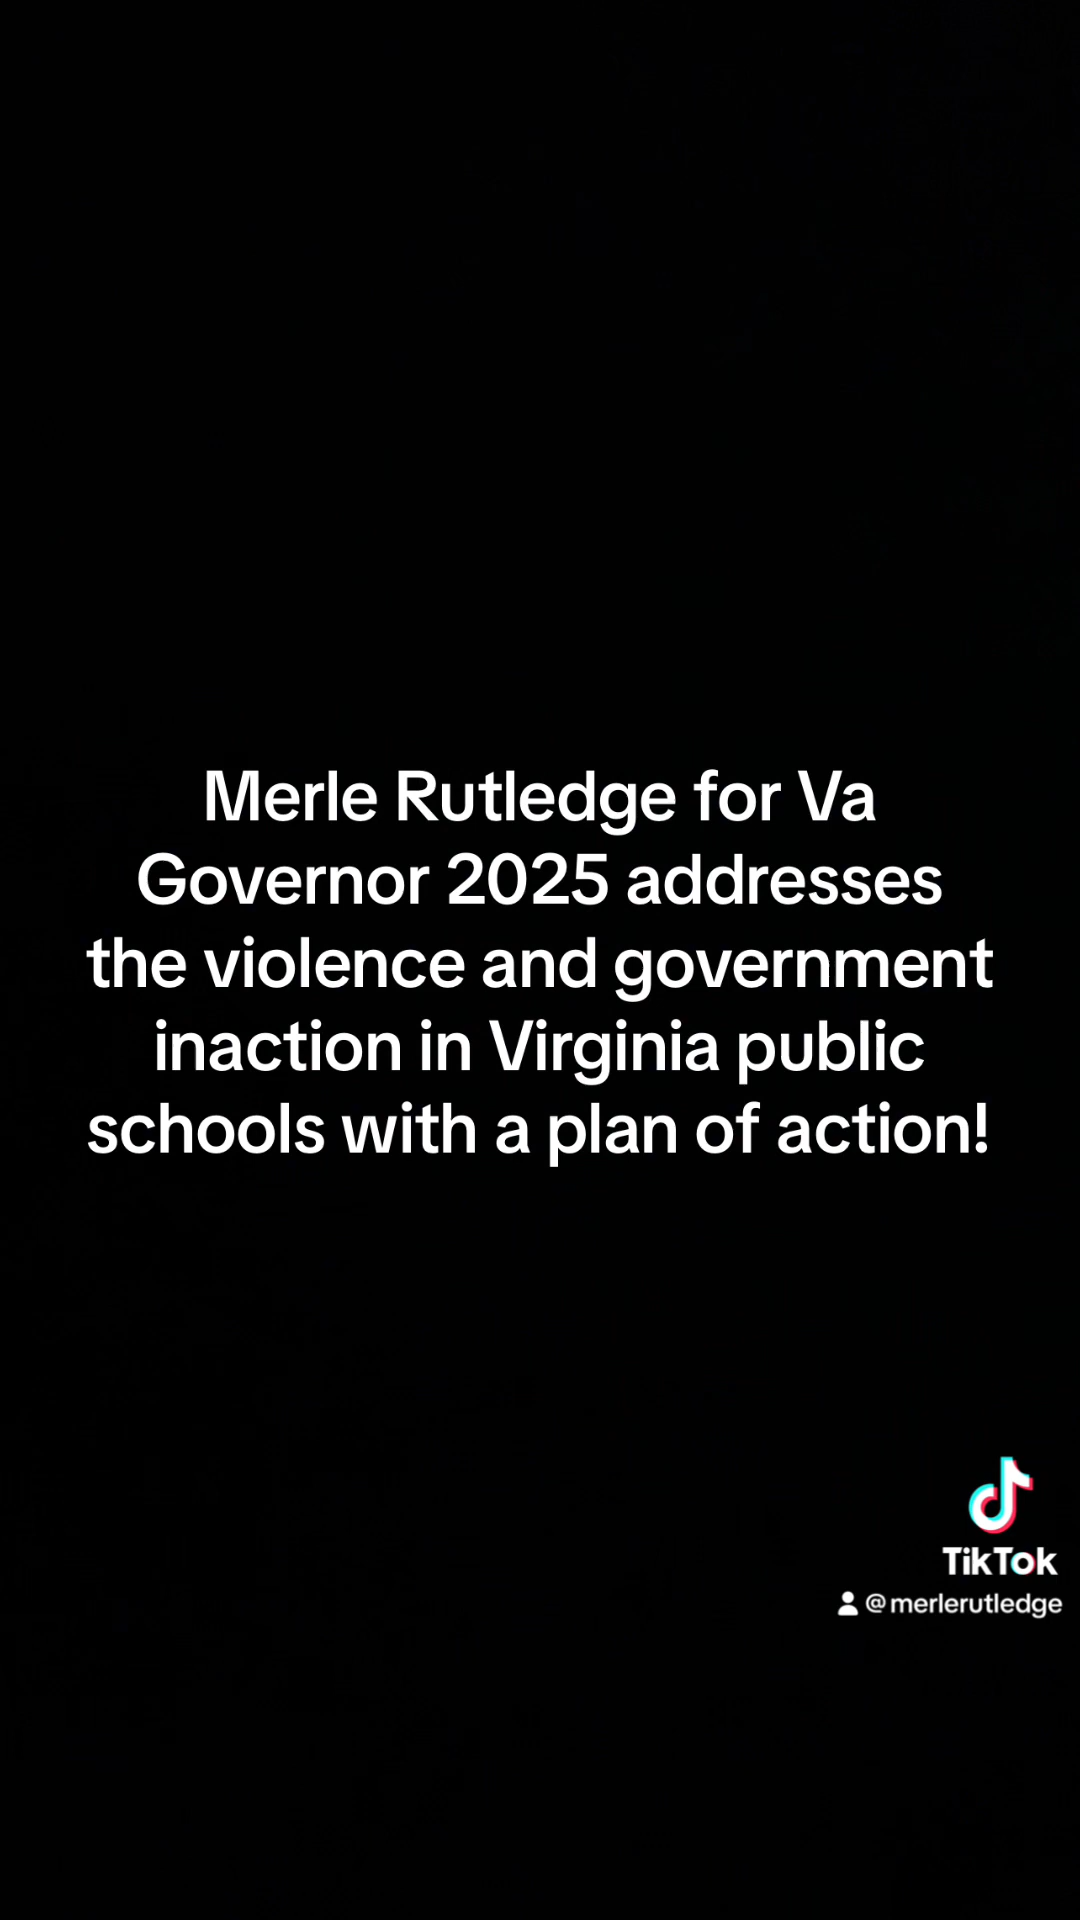 Merle Rutledge for Va
Governor 2025 addresses
the violence and government
inaction in Virginia public
schools with a plan of action!
TikTok
@merlerutledge